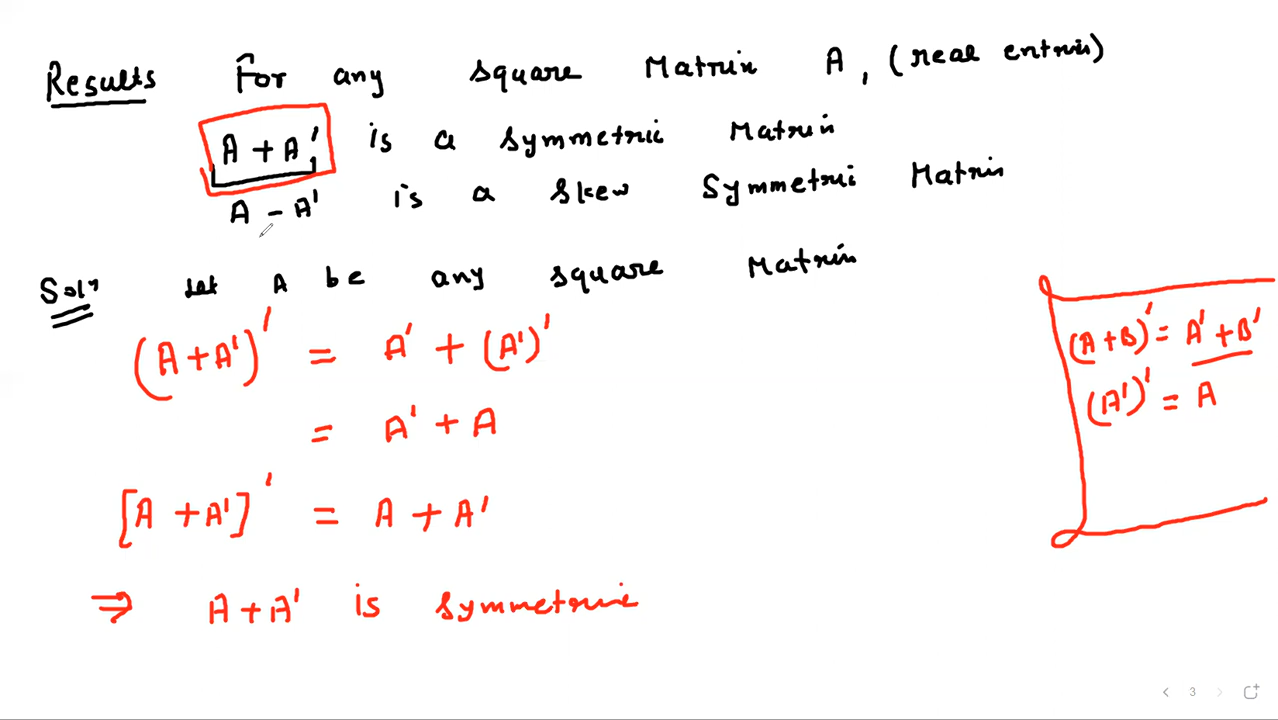 Results For any square Matrix A, (real entries)
A + A' is a symmetric Matrix
A - A' is a skew symmetric Matrix
Solⁿ Let A be any square Matrix
(A + A')' = A' + (A')'
= A' + A
[A + A']' = A + A'
⇒ A + A' is symmetric
(A + B)' = A' + B'
(A')' = A
3